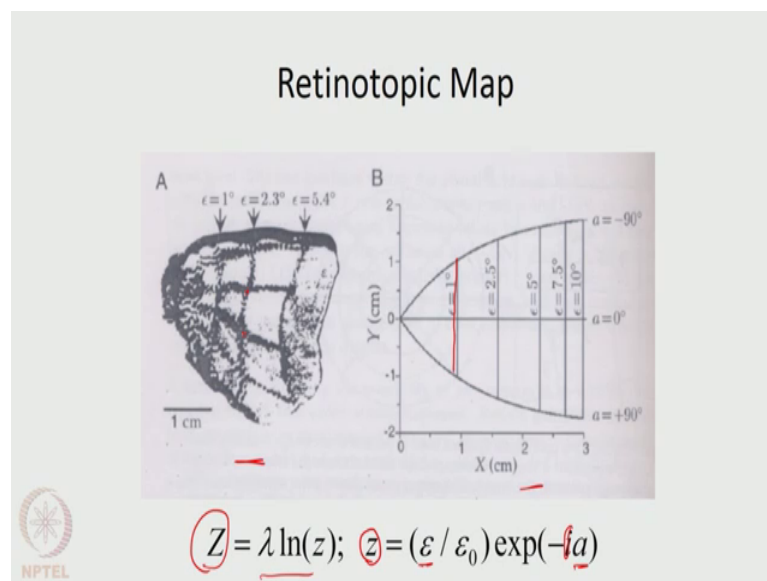 Retinotopic Map
A
ϵ=1° ϵ=2.3° ϵ=5.4°
1 cm
B
2
1
0
-1
-2
Y (cm)
0 1 2 3
X (cm)
ϵ=1°
ϵ=2.5°
ϵ=5°
ϵ=7.5°
ϵ=10°
a=-90°
a=0°
a=+90°
Z = λ ln(z); z = (ε / ε₀) exp(-ia)
NPTEL